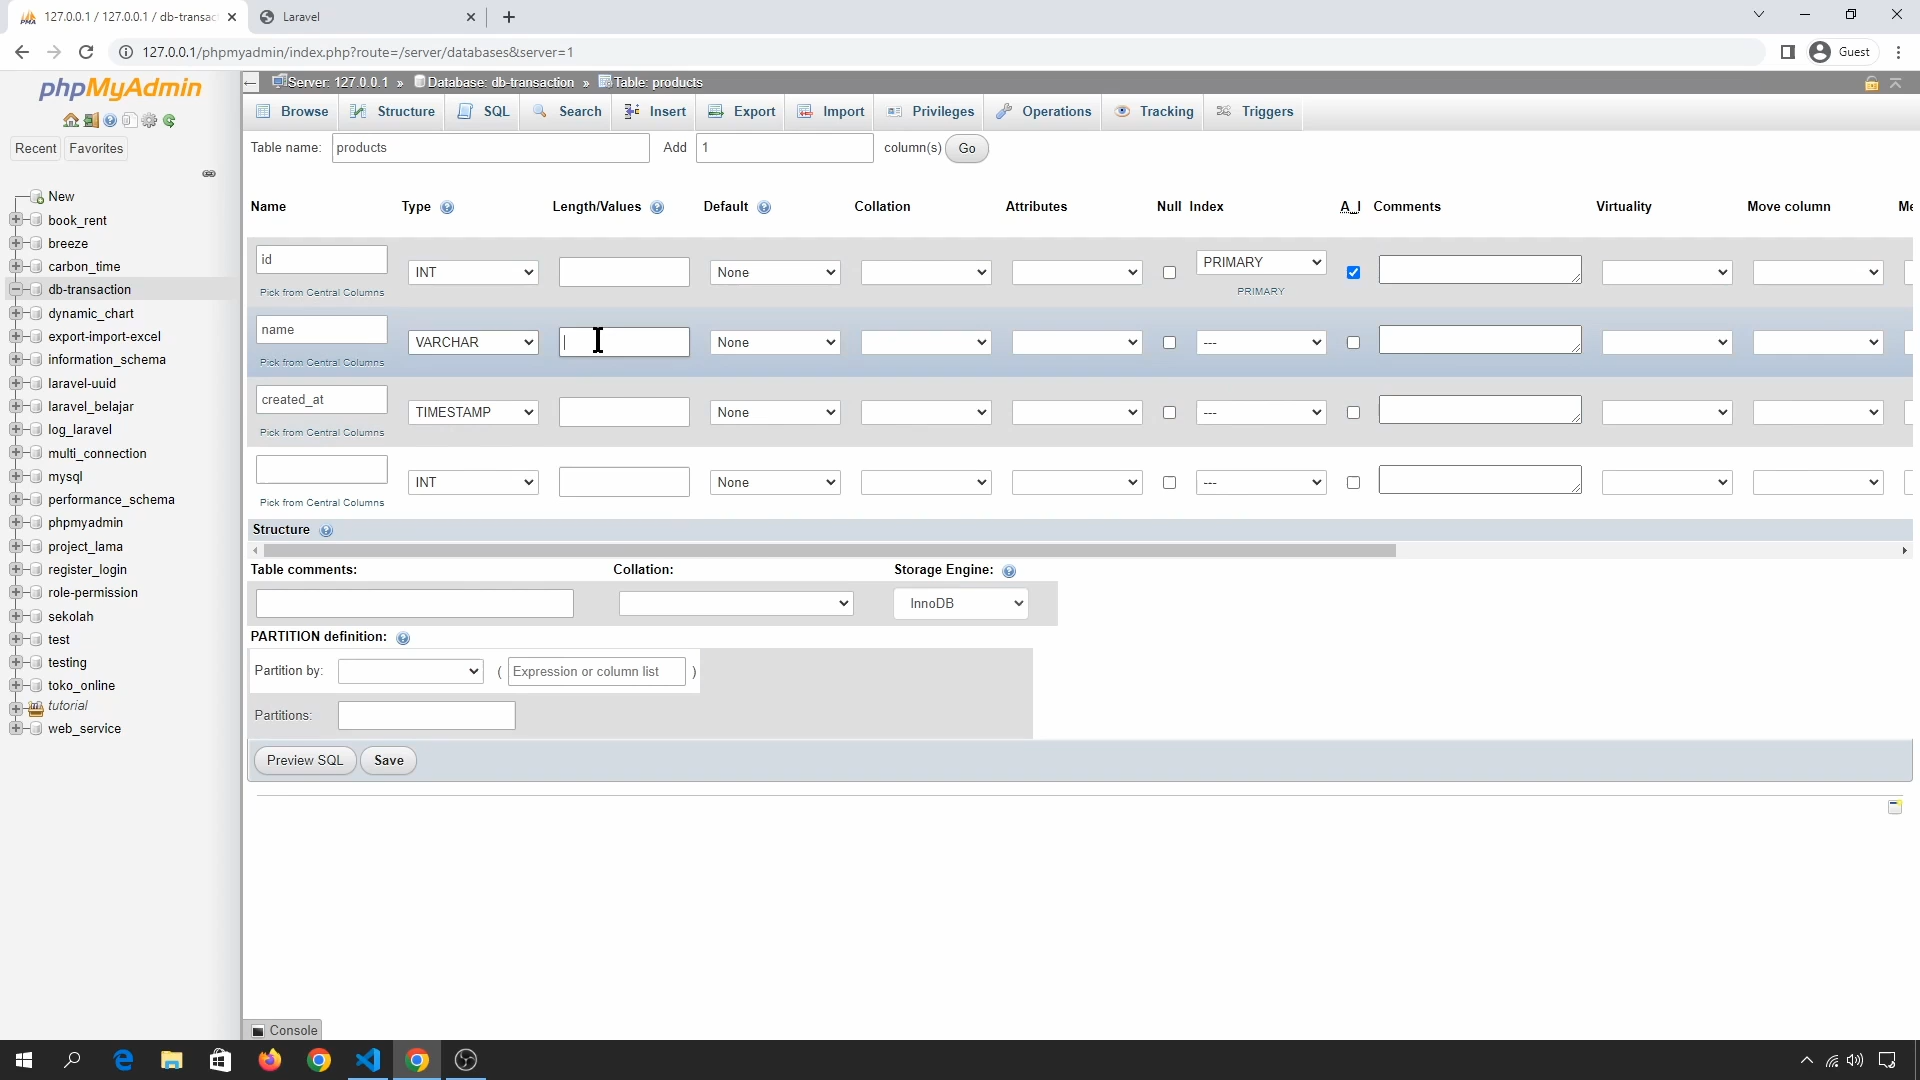 127.0.0.1 / 127.0.0.1 / db-transac
Laravel
127.0.0.1/phpmyadmin/index.php?route=/server/databases&server=1
Guest
phpMyAdmin
Recent
Favorites
New
book_rent
breeze
carbon_time
db-transaction
dynamic_chart
export-import-excel
information_schema
laravel-uuid
laravel_belajar
log_laravel
multi_connection
mysql
performance_schema
phpmyadmin
project_lama
register_login
role-permission
sekolah
test
testing
toko_online
tutorial
web_service
Server: 127.0.0.1 » Database: db-transaction » Table: products
Browse Structure SQL Search Insert Export Import Privileges Operations Tracking Triggers
Table name: products Add 1 column(s) Go
Name Type Length/Values Default Collation Attributes Null Index A_I Comments Virtuality Move column Me
id INT None PRIMARY
Pick from Central Columns PRIMARY
name VARCHAR None ---
Pick from Central Columns
created_at TIMESTAMP None ---
Pick from Central Columns
INT None ---
Pick from Central Columns
Structure
Table comments: Collation: Storage Engine:
InnoDB
PARTITION definition:
Partition by: ( Expression or column list )
Partitions:
Preview SQL Save
Console